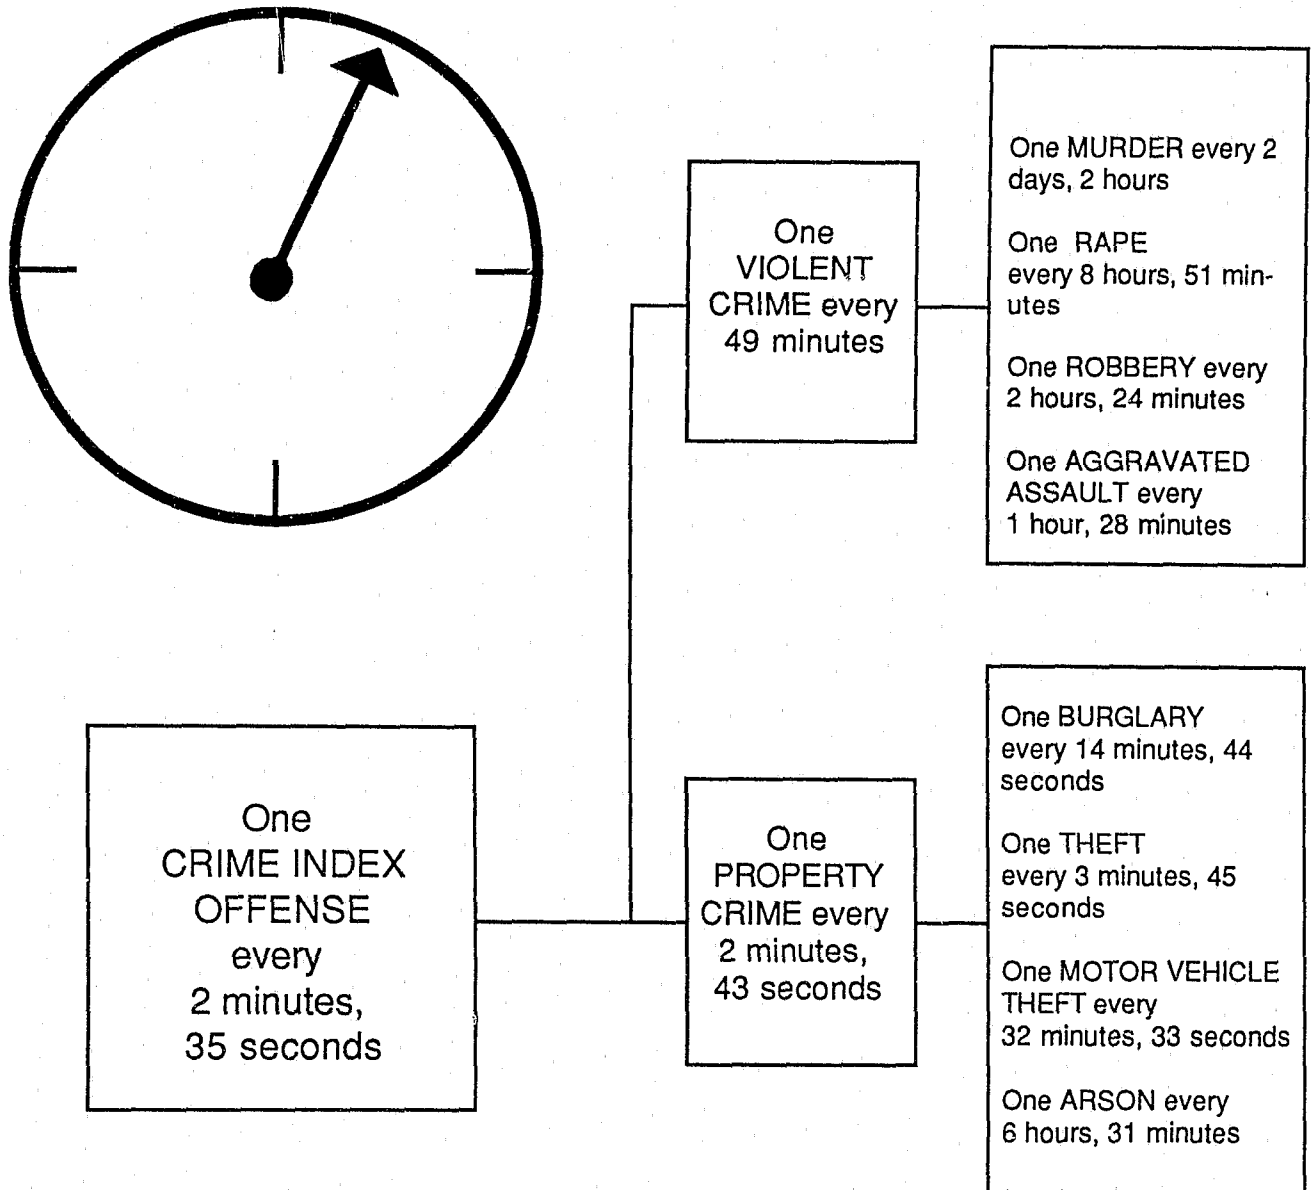 One
VIOLENT
CRIME every
49 minutes
One MURDER every 2
days, 2 hours
One RAPE
every 8 hours, 51 min-
utes
One ROBBERY every
2 hours, 24 minutes
One AGGRAVATED
ASSAULT every
1 hour, 28 minutes
One
CRIME INDEX
OFFENSE
every
2 minutes,
35 seconds
One
PROPERTY
CRIME every
2 minutes,
43 seconds
One BURGLARY
every 14 minutes, 44
seconds
One THEFT
every 3 minutes, 45
seconds
One MOTOR VEHICLE
THEFT every
32 minutes, 33 seconds
One ARSON every
6 hours, 31 minutes